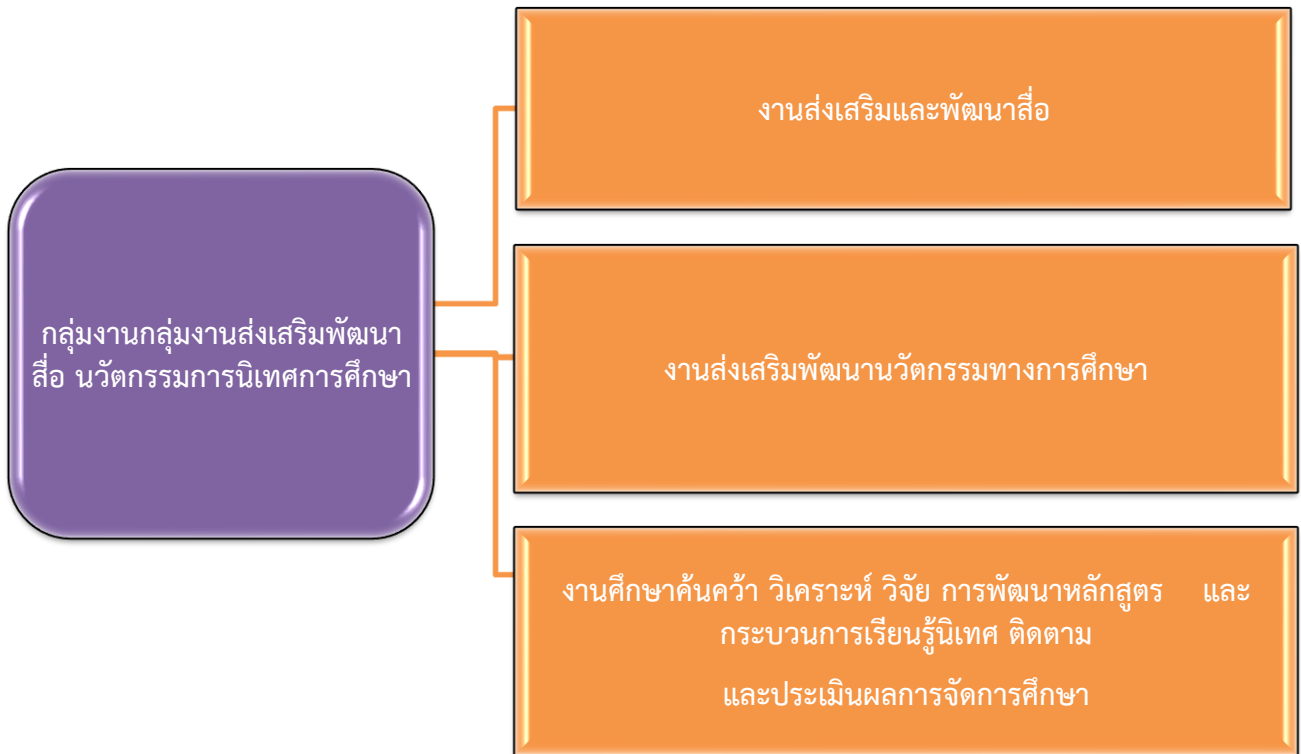 กลุ่มงานกลุ่มงานส่งเสริมพัฒนา
สื่อ นวัตกรรมการนิเทศการศึกษา
งานส่งเสริมและพัฒนาสื่อ
งานส่งเสริมพัฒนานวัตกรรมทางการศึกษา
งานศึกษาค้นคว้า วิเคราะห์ วิจัย การพัฒนาหลักสูตร และ
กระบวนการเรียนรู้นิเทศ ติดตาม
และประเมินผลการจัดการศึกษา